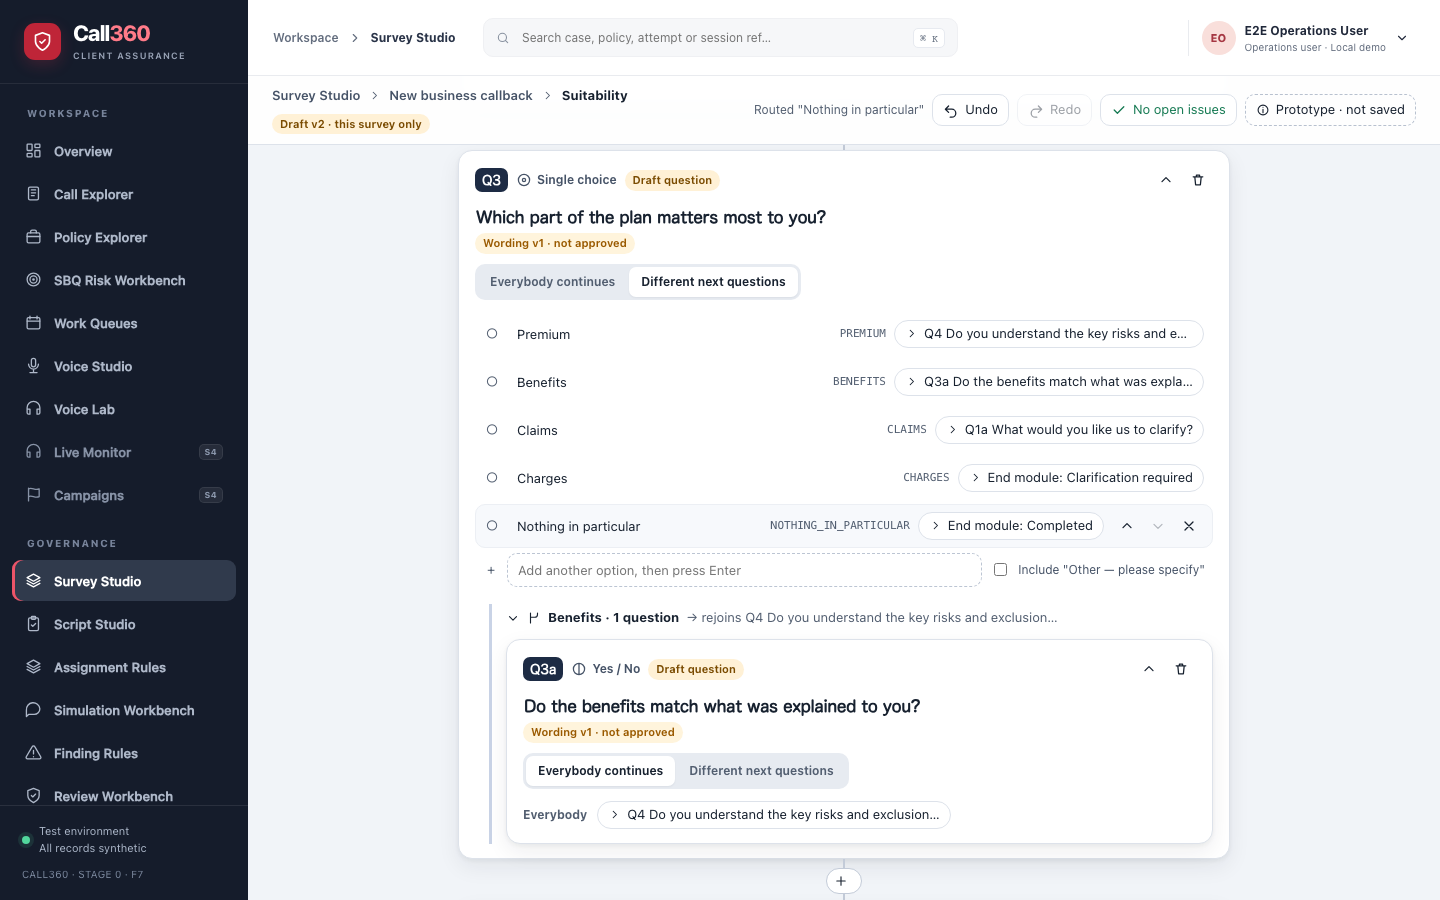 Call360
CLIENT ASSURANCE
WORKSPACE
Overview
Call Explorer
Policy Explorer
SBQ Risk Workbench
Work Queues
Voice Studio
Voice Lab
Live Monitor S4
Campaigns S4
GOVERNANCE
Survey Studio
Script Studio
Assignment Rules
Simulation Workbench
Finding Rules
Review Workbench
Test environment
All records synthetic
CALL360 · STAGE 0 · F7
Workspace > Survey Studio
Search case, policy, attempt or session ref... ⌘ K
EO
E2E Operations User
Operations user · Local demo
Survey Studio > New business callback > Suitability
Draft v2 · this survey only
Routed "Nothing in particular" Undo Redo No open issues Prototype · not saved
Q3 Single choice Draft question
Which part of the plan matters most to you?
Wording v1 · not approved
Everybody continues Different next questions
Premium PREMIUM > Q4 Do you understand the key risks and e...
Benefits BENEFITS > Q3a Do the benefits match what was expla...
Claims CLAIMS > Q1a What would you like us to clarify?
Charges CHARGES > End module: Clarification required
Nothing in particular NOTHING_IN_PARTICULAR > End module: Completed
+ Add another option, then press Enter Include "Other — please specify"
Benefits · 1 question → rejoins Q4 Do you understand the key risks and exclusion...
Q3a Yes / No Draft question
Do the benefits match what was explained to you?
Wording v1 · not approved
Everybody continues Different next questions
Everybody > Q4 Do you understand the key risks and exclusion...
+